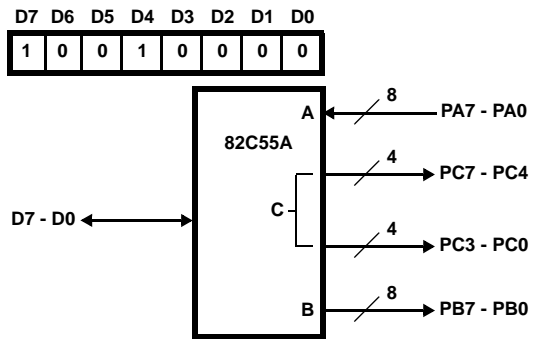 D7 D6 D5 D4 D3 D2 D1 D0
1 0 0 1 0 0 0 0
8
A PA7 - PA0
82C55A
4
PC7 - PC4
C
D7 - D0
4
PC3 - PC0
8
B PB7 - PB0